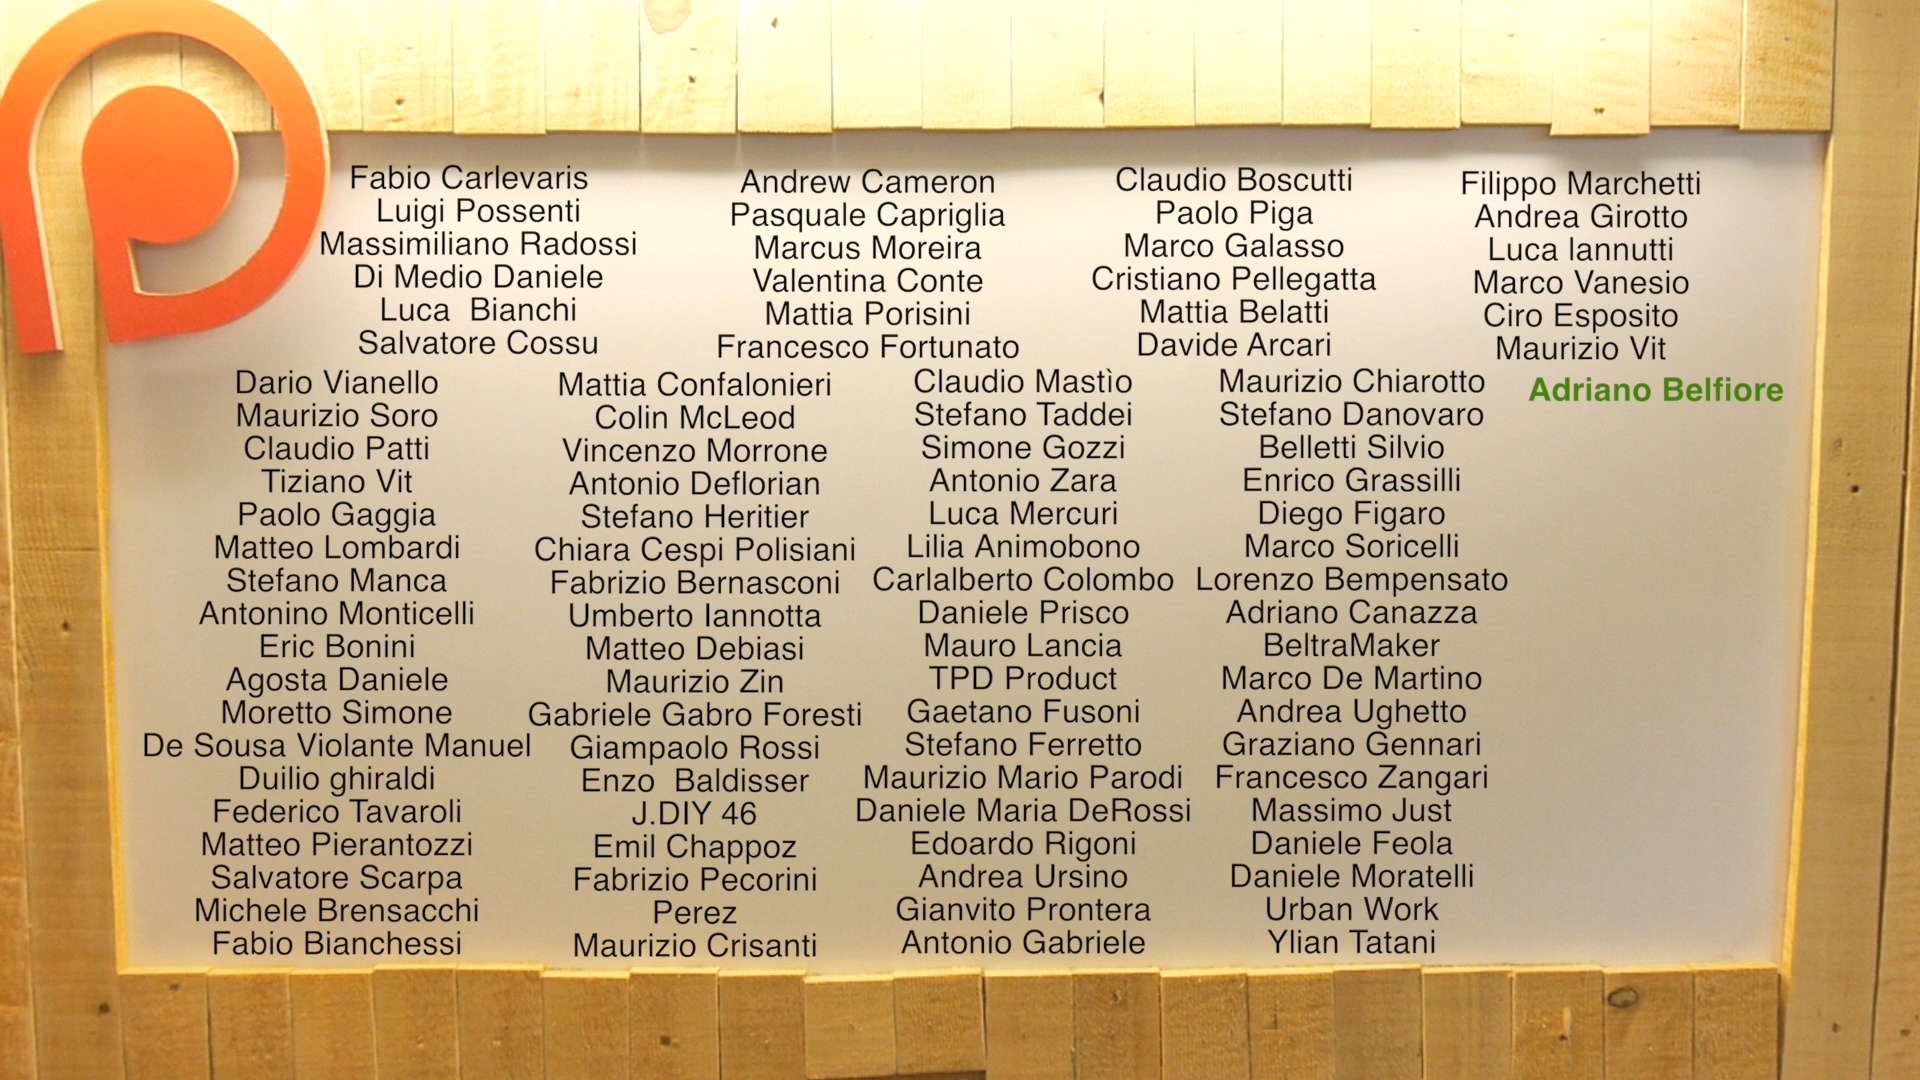 Fabio Carlevaris
Luigi Possenti
Massimiliano Radossi
Di Medio Daniele
Luca  Bianchi
Salvatore Cossu
Andrew Cameron
Pasquale Capriglia
Marcus Moreira
Valentina Conte
Mattia Porisini
Francesco Fortunato
Claudio Boscutti
Paolo Piga
Marco Galasso
Cristiano Pellegatta
Mattia Belatti
Davide Arcari
Filippo Marchetti
Andrea Girotto
Luca Iannutti
Marco Vanesio
Ciro Esposito
Maurizio Vit
Dario Vianello
Maurizio Soro
Claudio Patti
Tiziano Vit
Paolo Gaggia
Matteo Lombardi
Stefano Manca
Antonino Monticelli
Eric Bonini
Agosta Daniele
Moretto Simone
De Sousa Violante Manuel
Duilio ghiraldi
Federico Tavaroli
Matteo Pierantozzi
Salvatore Scarpa
Michele Brensacchi
Fabio Bianchessi
Mattia Confalonieri
Colin McLeod
Vincenzo Morrone
Antonio Deflorian
Stefano Heritier
Chiara Cespi Polisiani
Fabrizio Bernasconi
Umberto Iannotta
Matteo Debiasi
Maurizio Zin
Gabriele Gabro Foresti
Giampaolo Rossi
Enzo  Baldisser
J.DIY 46
Emil Chappoz
Fabrizio Pecorini
Perez
Maurizio Crisanti
Claudio Mastìo
Stefano Taddei
Simone Gozzi
Antonio Zara
Luca Mercuri
Lilia Animobono
Carlalberto Colombo
Daniele Prisco
Mauro Lancia
TPD Product
Gaetano Fusoni
Stefano Ferretto
Maurizio Mario Parodi
Daniele Maria DeRossi
Edoardo Rigoni
Andrea Ursino
Gianvito Prontera
Antonio Gabriele
Maurizio Chiarotto
Stefano Danovaro
Belletti Silvio
Enrico Grassilli
Diego Figaro
Marco Soricelli
Lorenzo Bempensato
Adriano Canazza
BeltraMaker
Marco De Martino
Andrea Ughetto
Graziano Gennari
Francesco Zangari
Massimo Just
Daniele Feola
Daniele Moratelli
Urban Work
Ylian Tatani
Adriano Belfiore